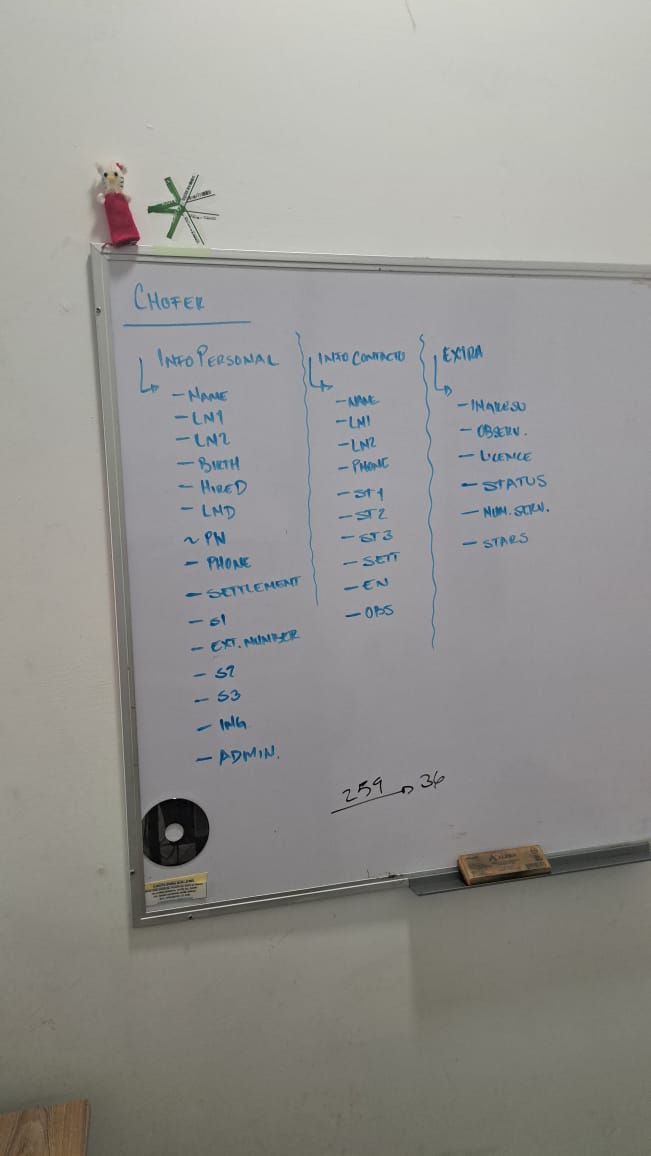 CHOFER
INFO PERSONAL
- NAME
- LN1
- LN2
- BIRTH
- HIRED
- LMD
~ PW
- PHONE
- SETTLEMENT
- S1
- EXT. NUMBER
- S2
- S3
- ING
- ADMIN.
INFO CONTACTO
- NAME
- LN1
- LN2
- PHONE
- ST1
- ST2
- ST3
- SETT
- EN
- OBS
EXTRA
- INGRESO
- OBSERV.
- LICENCE
- STATUS
- NUM. SERV.
- STARS
259 → 36